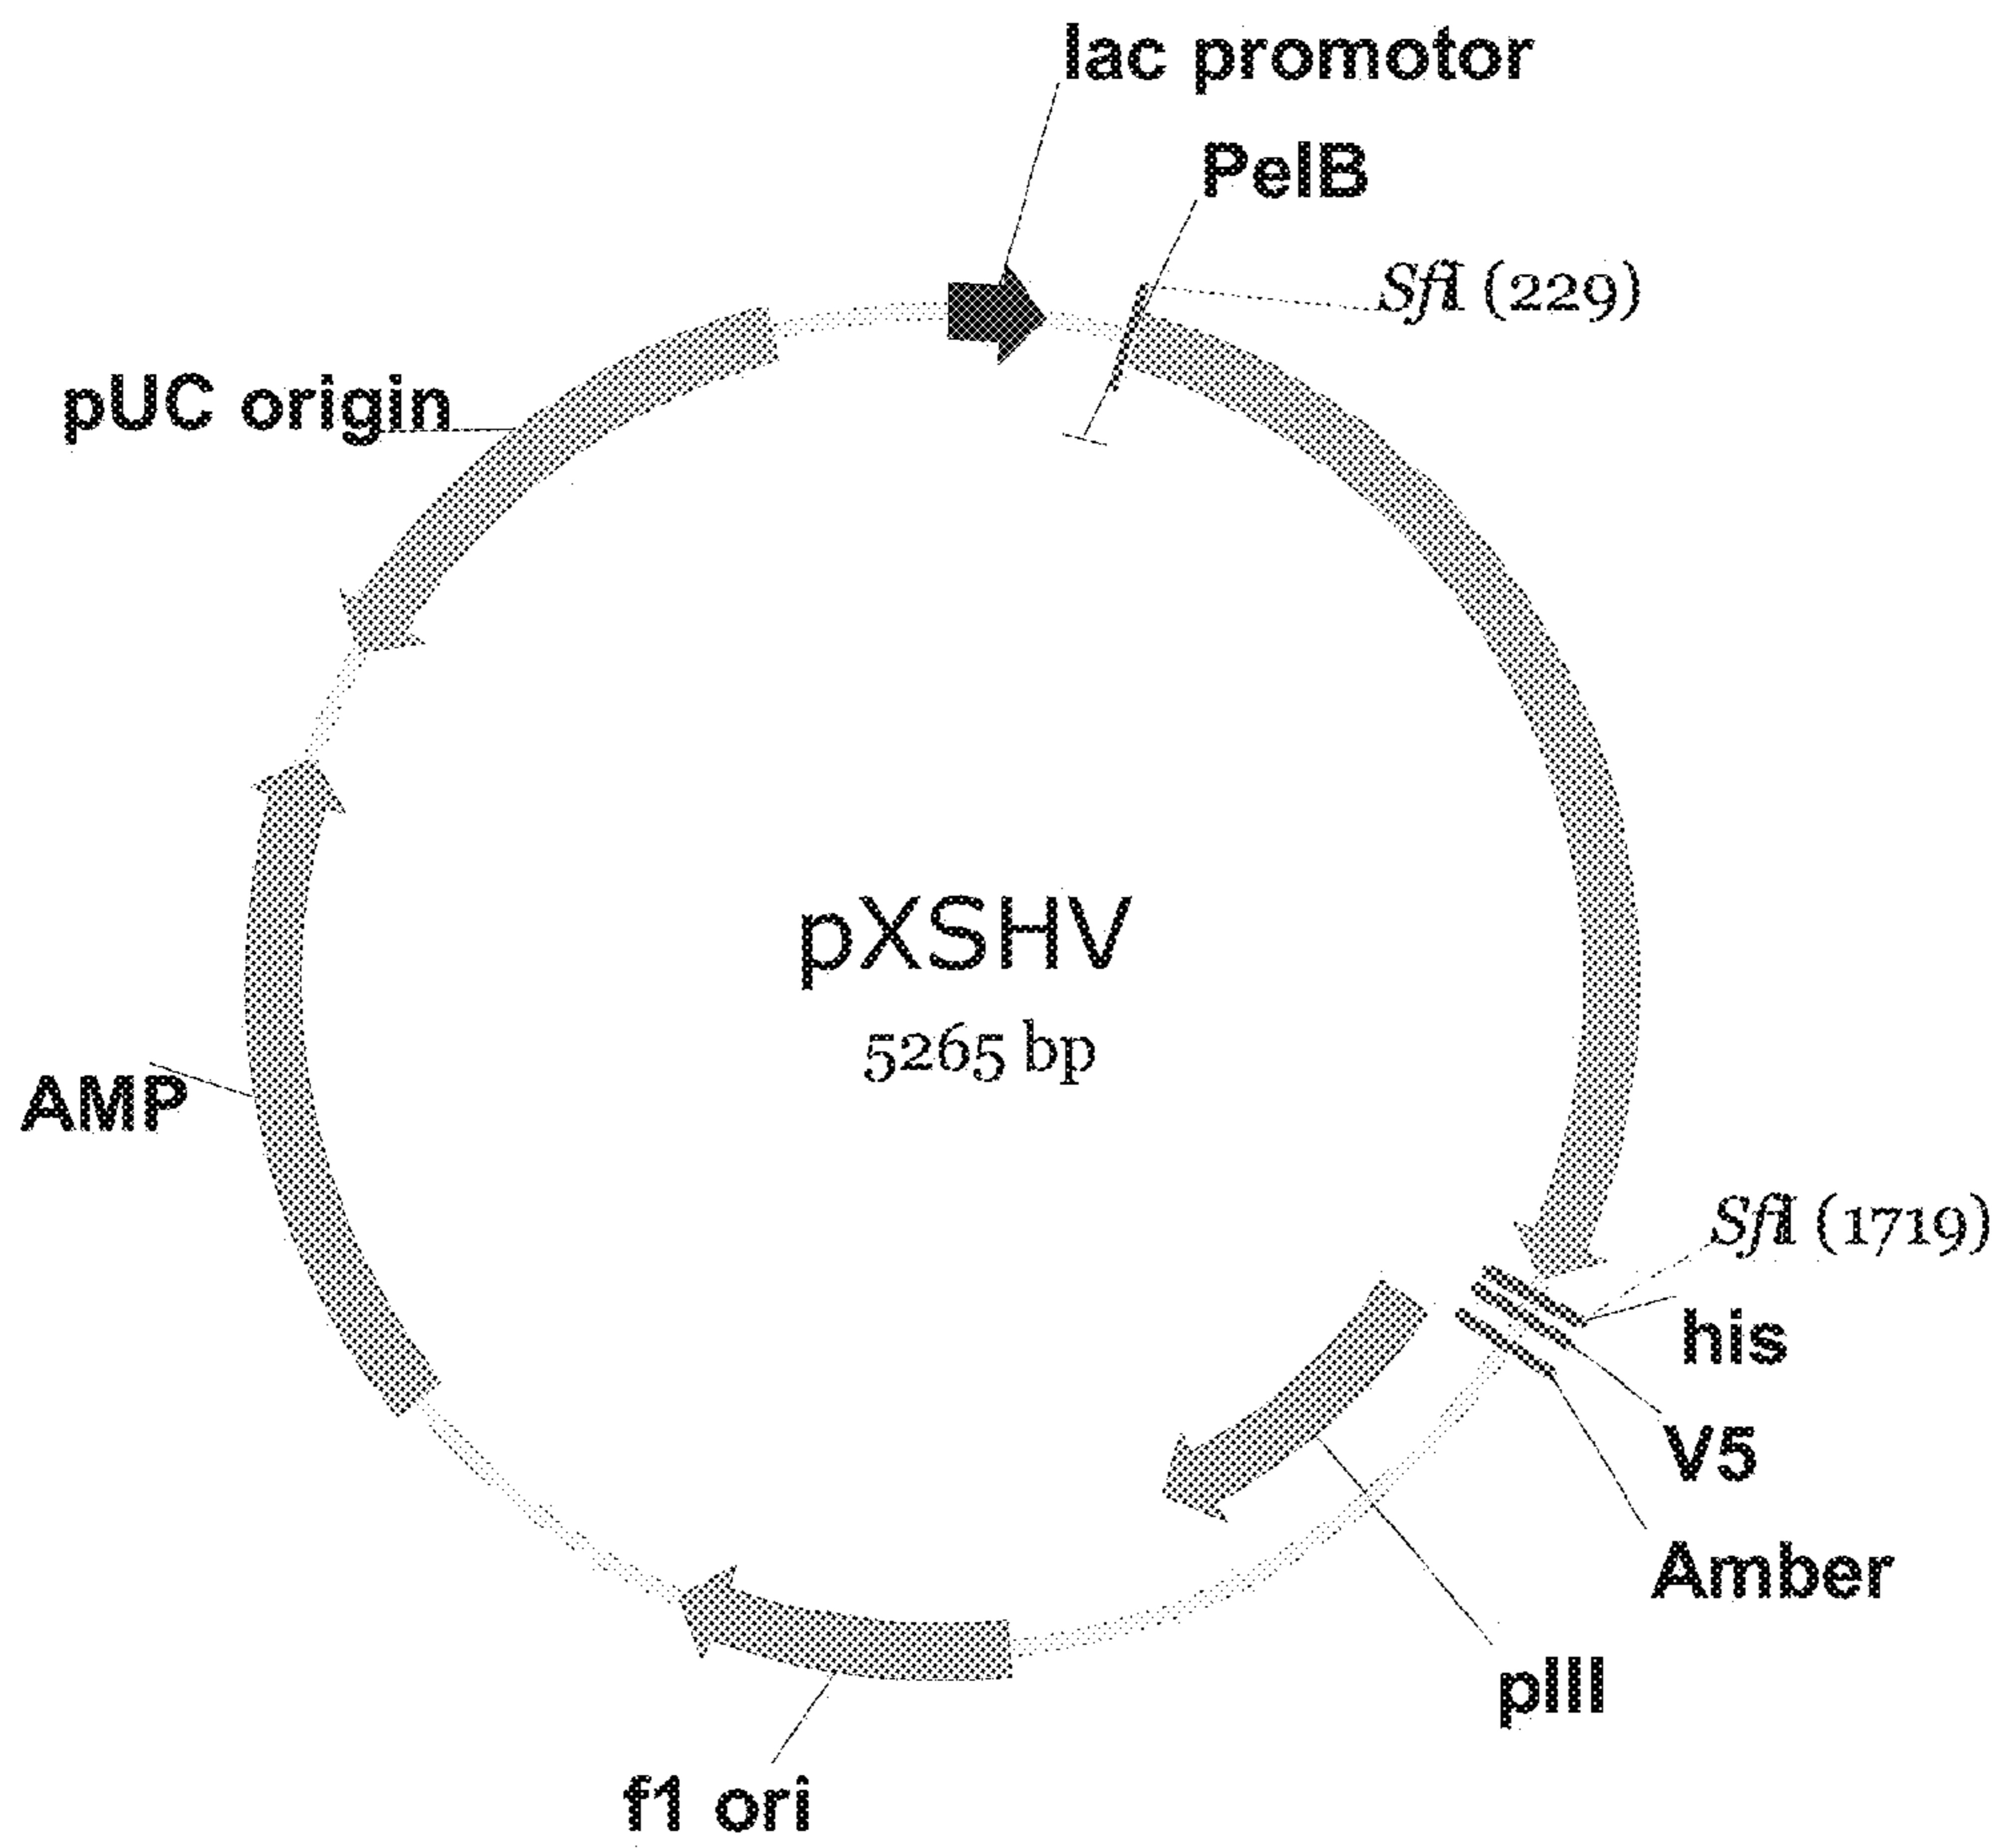 lac promotor
PelB
SfiI (229)
pUC origin
pXSHV
5265 bp
AMP
SfiI (1719)
his
V5
Amber
pIII
f1 ori